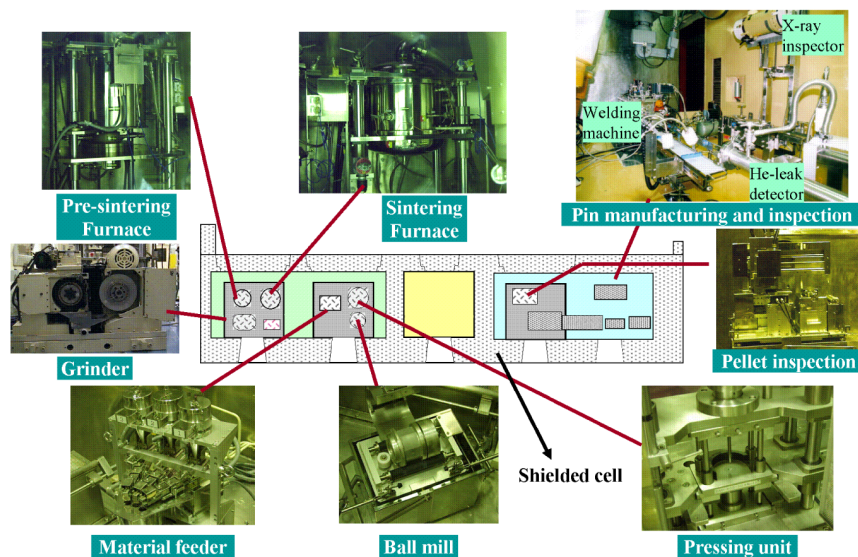 X-ray
inspector
Welding
machine
He-leak
detector
Pre-sintering
Furnace
Sintering
Furnace
Pin manufacturing and inspection
Grinder
Pellet inspection
Shielded cell
Material feeder
Ball mill
Pressing unit